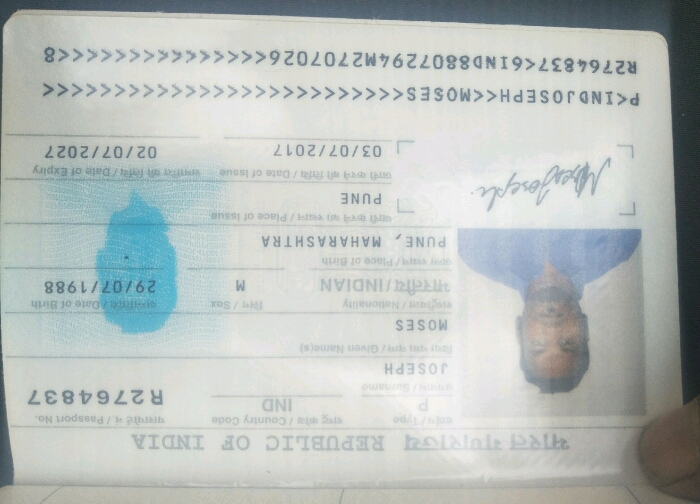 भारत गणराज्य REPUBLIC OF INDIA
टाईप / Type राष्ट्र कोड / Country Code पासपोर्ट नं / Passport No.
P IND R2764837
उपनाम / Surname
JOSEPH
दिया गया नाम / Given Name(s)
MOSES
राष्ट्रीयता / Nationality लिंग / Sex जन्मतिथि / Date of Birth
भारतीय/INDIAN M 29/07/1988
जन्म स्थान / Place of Birth
PUNE, MAHARASHTRA
जारी करने का स्थान / Place of Issue
PUNE
जारी करने की तिथि / Date of Issue समाप्ति की तिथि / Date of Expiry
03/07/2017 02/07/2027
Moses Joseph
P<INDJOSEPH<<MOSES<<<<<<<<<<<<<<<<<<<<<<<<<<
R2764837<6IND8807294M2707026<<<<<<<<<<<<<<<8